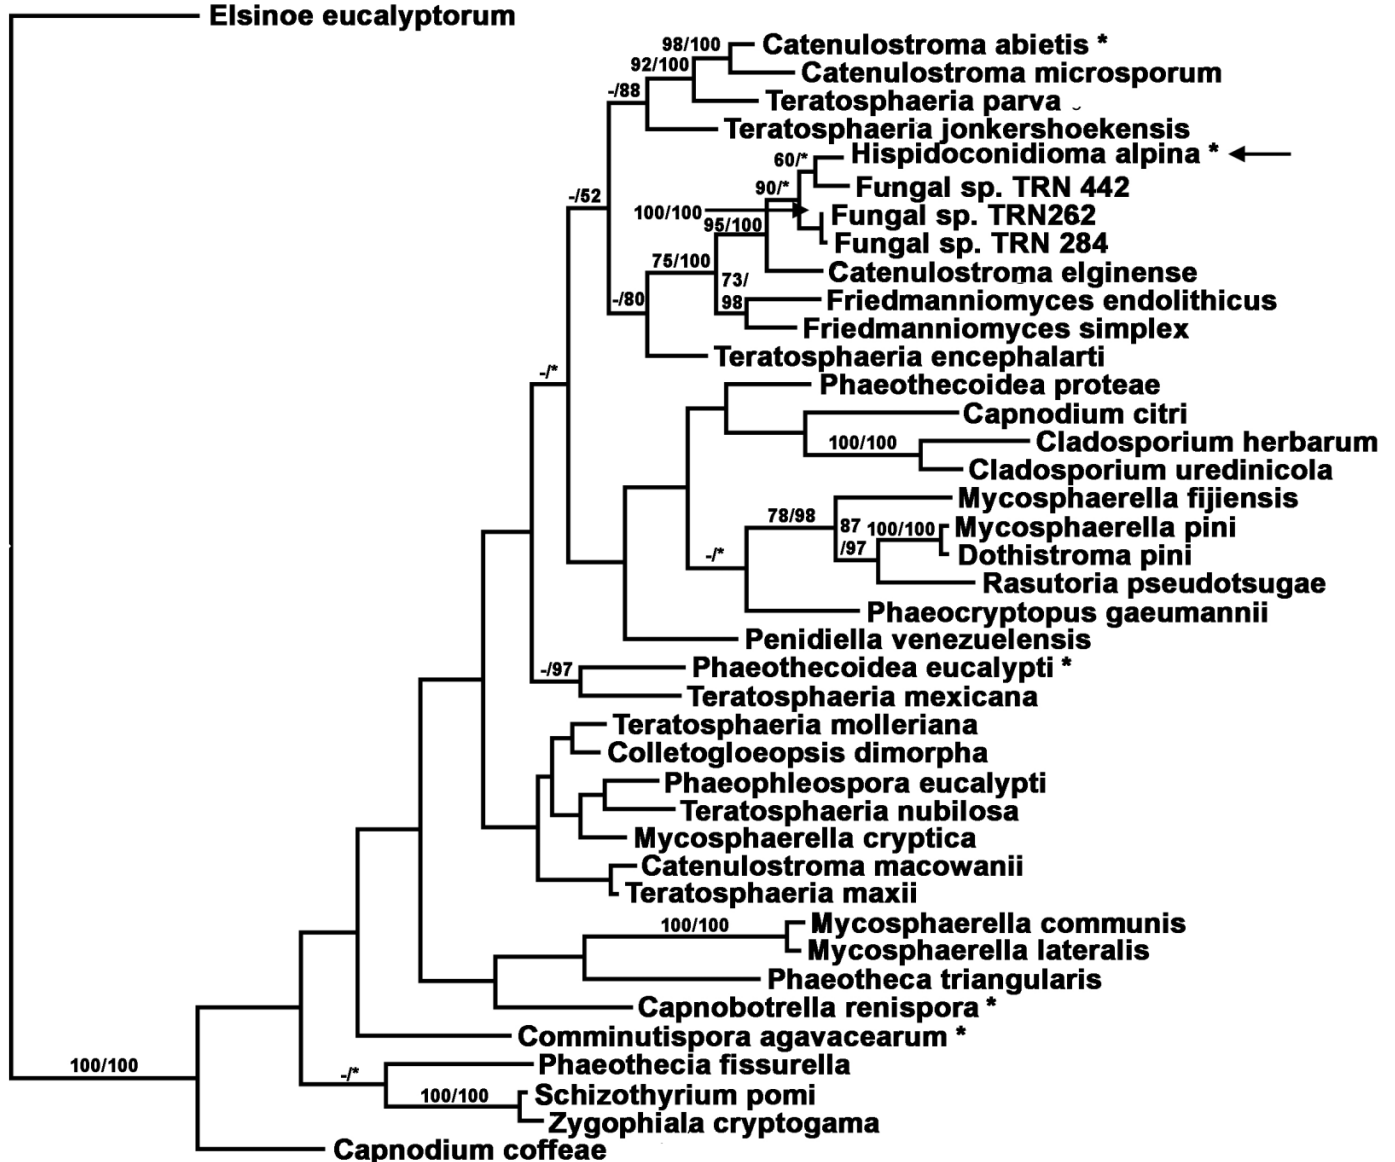 Elsinoe eucalyptorum
98/100
Catenulostroma abietis *
92/100
Catenulostroma microsporum
-/88
Teratosphaeria parva
Teratosphaeria jonkershoekensis
60/*
Hispidoconidioma alpina *
90/*
Fungal sp. TRN 442
-/52
100/100
Fungal sp. TRN262
95/100
Fungal sp. TRN 284
75/100
Catenulostroma elginense
73/
98
-/80
Friedmanniomyces endolithicus
Friedmanniomyces simplex
Teratosphaeria encephalarti
-/*
Phaeothecoidea proteae
Capnodium citri
100/100
Cladosporium herbarum
Cladosporium uredinicola
Mycosphaerella fijiensis
78/98
87
/97
100/100
Mycosphaerella pini
-/*
Dothistroma pini
Rasutoria pseudotsugae
Phaeocryptopus gaeumannii
Penidiella venezuelensis
-/97
Phaeothecoidea eucalypti *
Teratosphaeria mexicana
Teratosphaeria molleriana
Colletogloeopsis dimorpha
Phaeophleospora eucalypti
Teratosphaeria nubilosa
Mycosphaerella cryptica
Catenulostroma macowanii
Teratosphaeria maxii
100/100
Mycosphaerella communis
Mycosphaerella lateralis
Phaeotheca triangularis
Capnobotrella renispora *
Comminutispora agavacearum *
100/100
-/*
Phaeothecia fissurella
100/100
Schizothyrium pomi
Zygophiala cryptogama
Capnodium coffeae